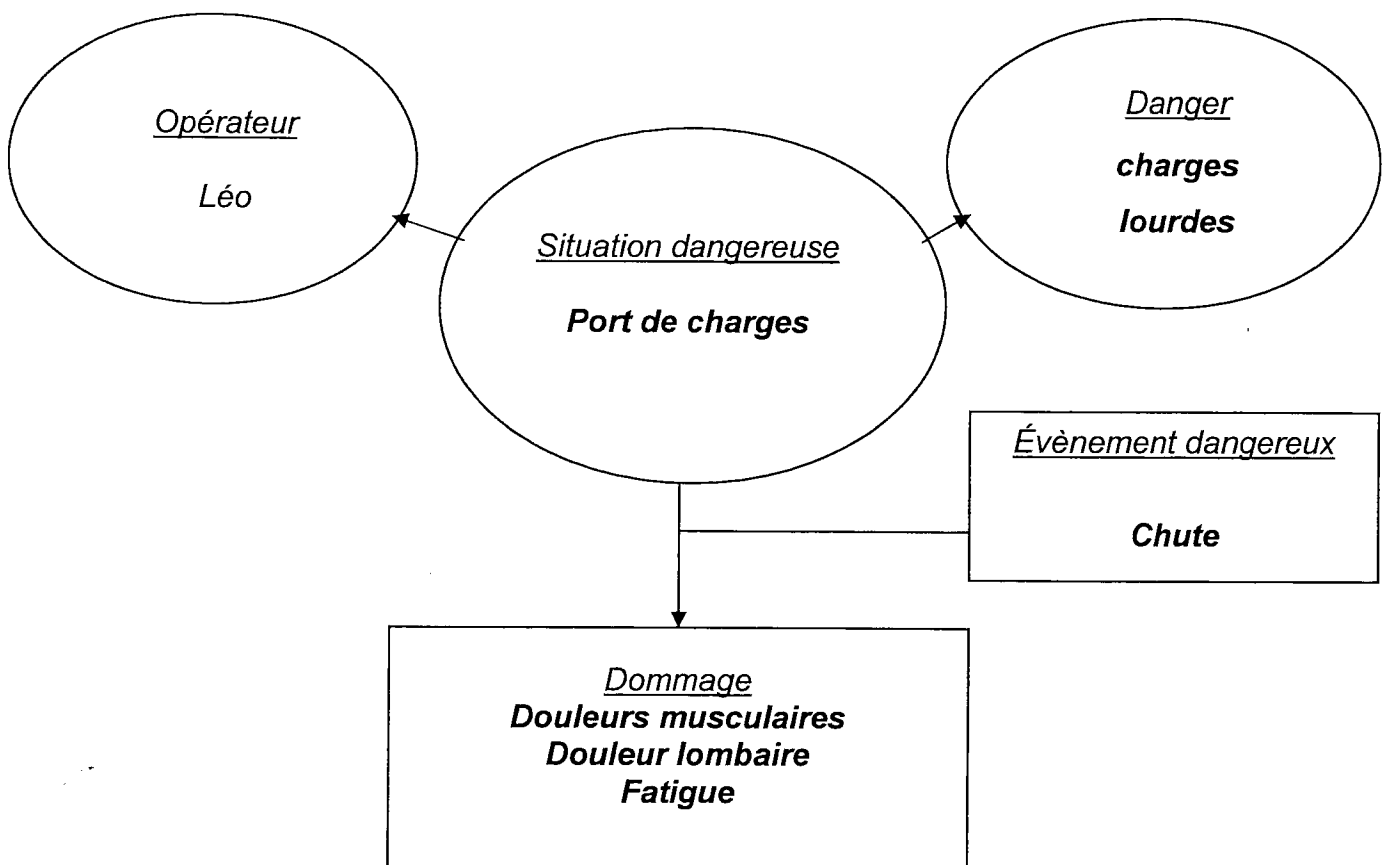 Opérateur
Léo
Danger
charges
lourdes
Situation dangereuse
Port de charges
Évènement dangereux
Chute
Dommage
Douleurs musculaires
Douleur lombaire
Fatigue